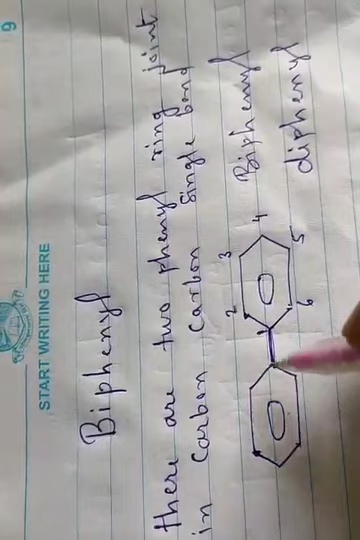 9
START WRITING HERE
Biphenyl
there are two phenyl ring joint
in carbon carbon single bond
2 3 4 Biphenyl
1
6 5 diphenyl